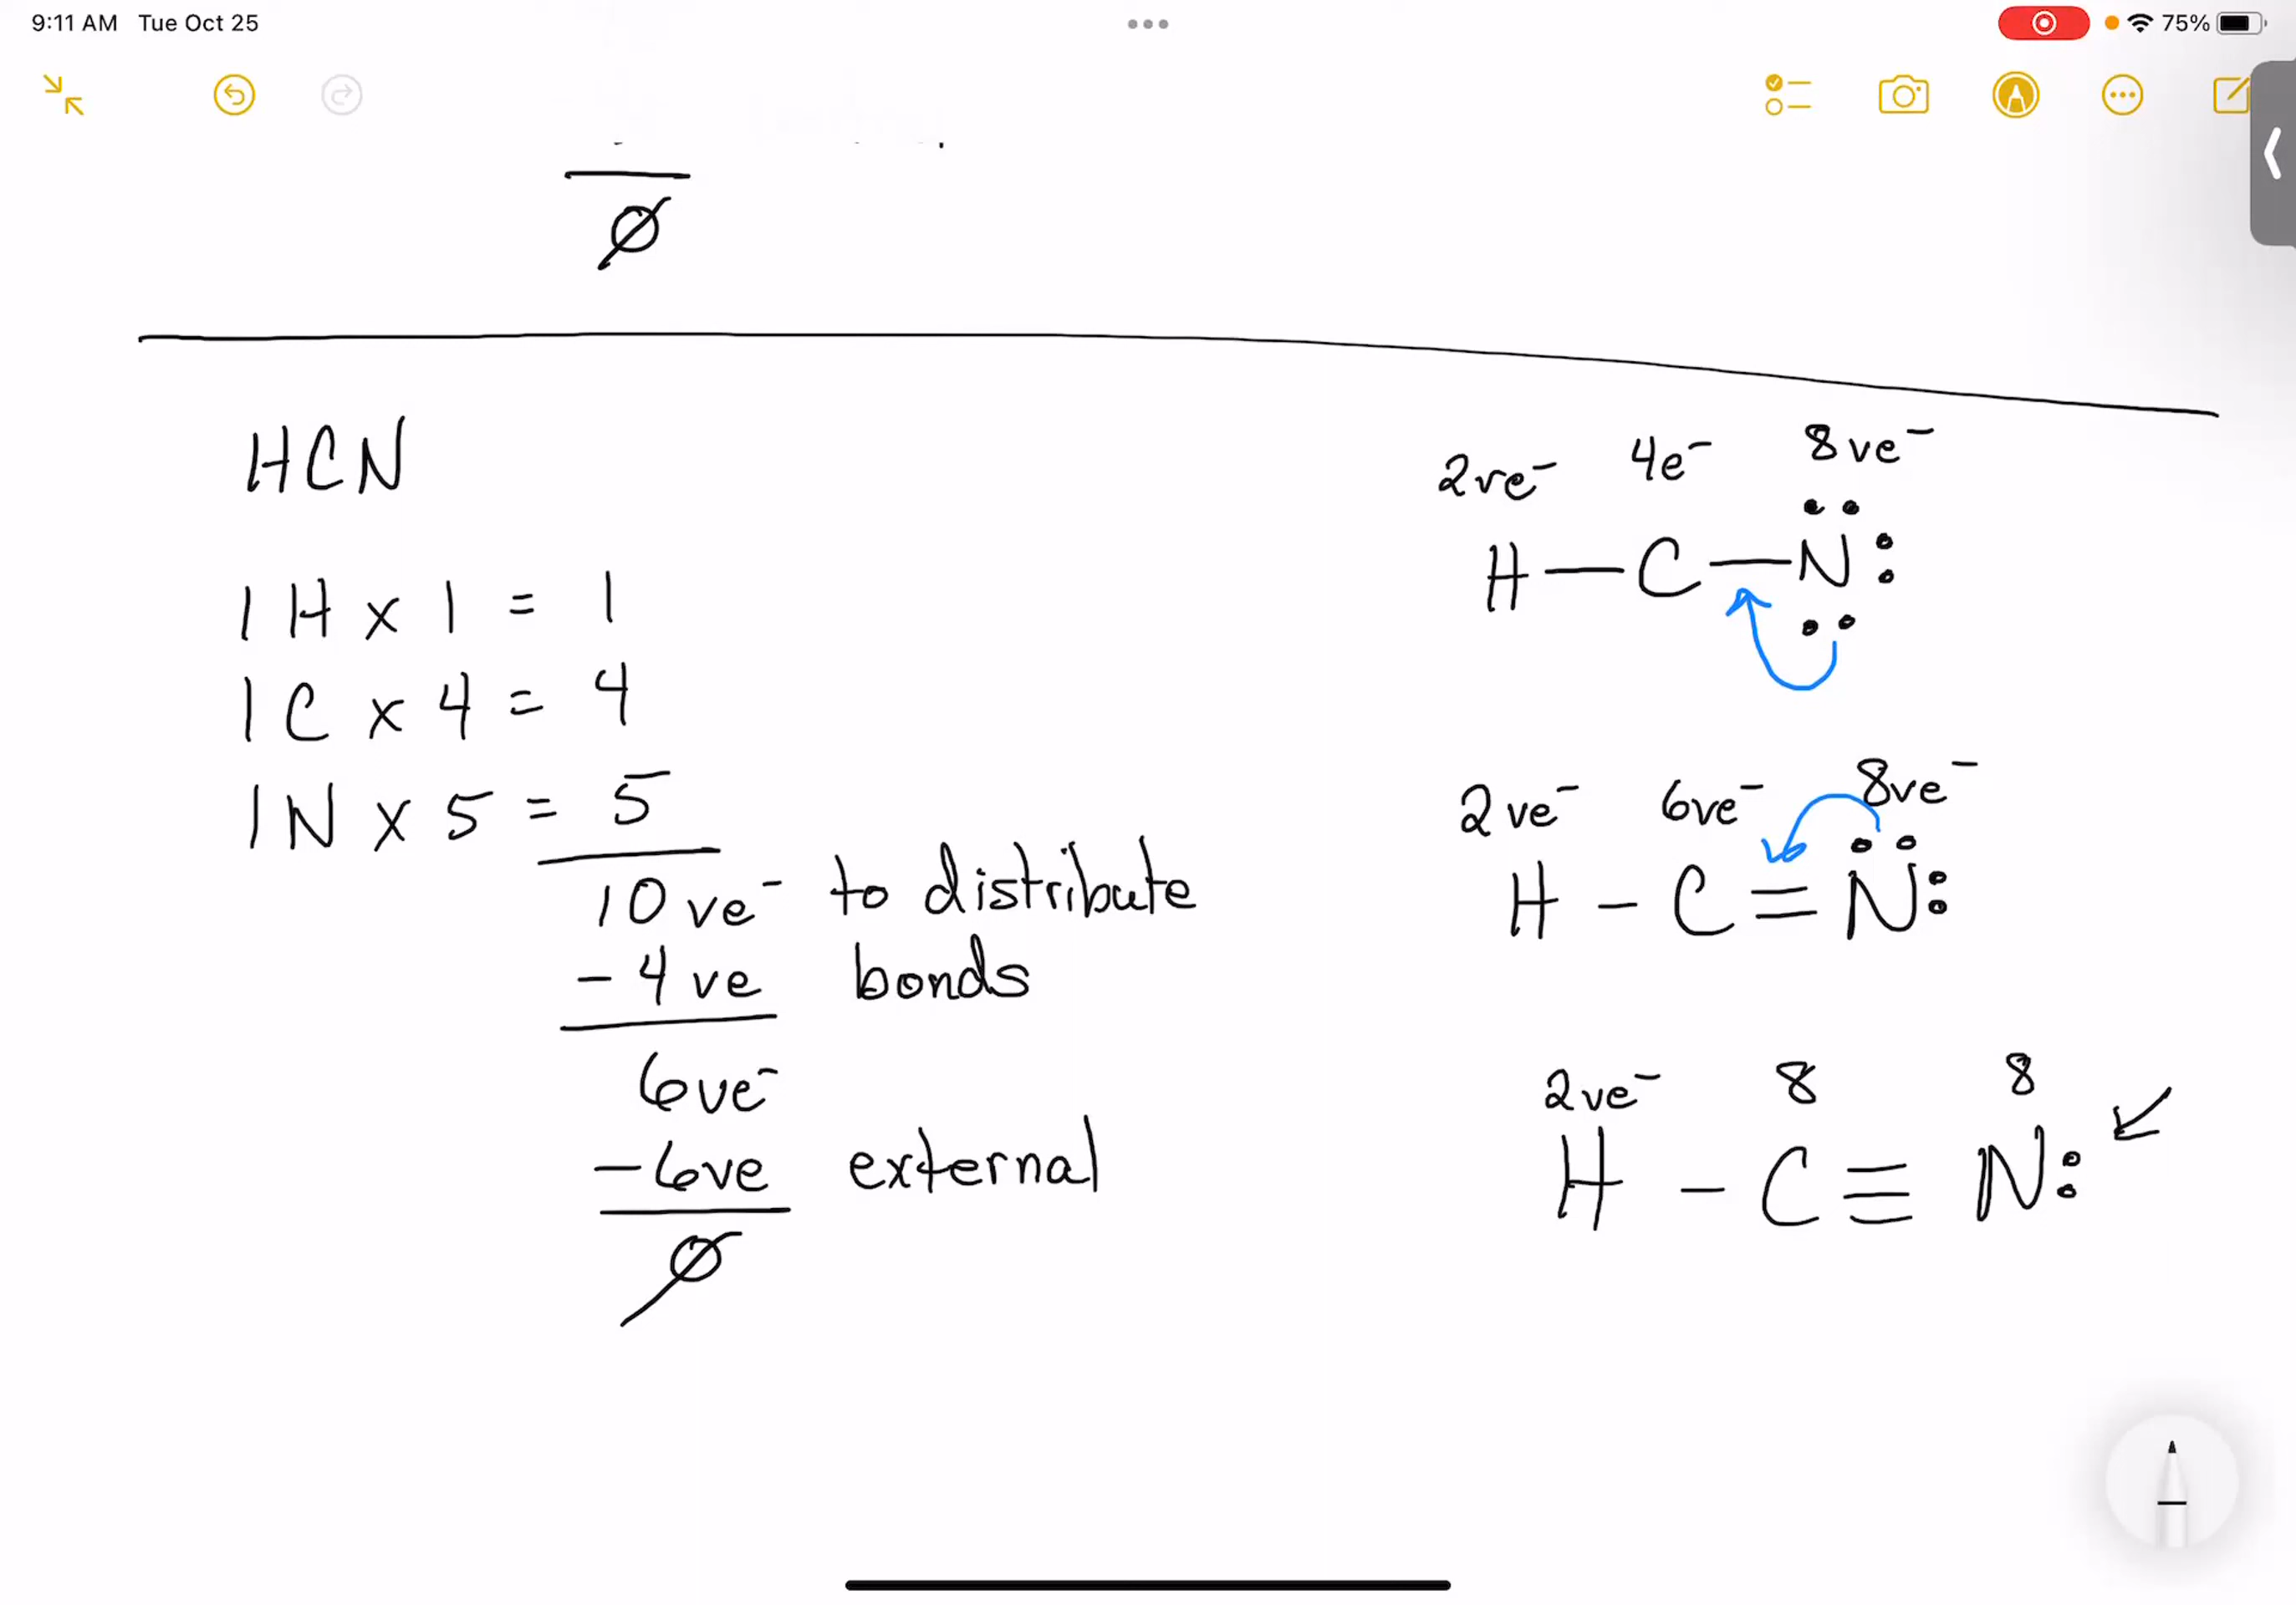 9:11 AM Tue Oct 25
75%
∅
HCN
1 H x 1 = 1
1 C x 4 = 4
1 N x 5 = 5
10 ve⁻ to distribute
- 4 ve bonds
6 ve⁻
- 6 ve external
∅
2 ve⁻ 4e⁻ 8 ve⁻
H — C — N:
2 ve⁻ 6 ve⁻ 8 ve⁻
H - C = N:
2 ve⁻ 8 8
H - C ≡ N: